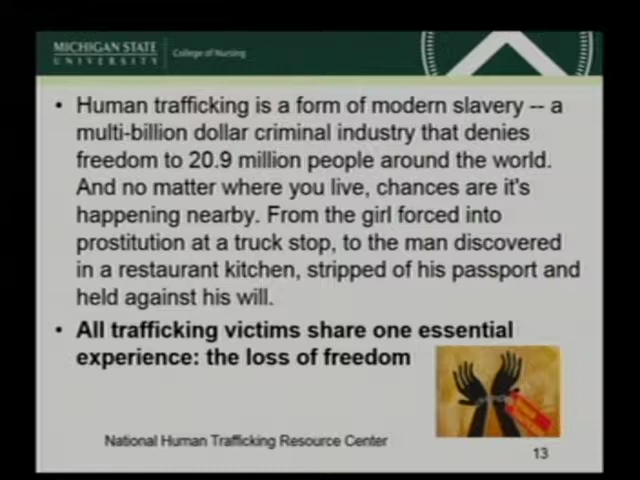 MICHIGAN STATE
UNIVERSITY
College of Nursing
• Human trafficking is a form of modern slavery -- a
multi-billion dollar criminal industry that denies
freedom to 20.9 million people around the world.
And no matter where you live, chances are it's
happening nearby. From the girl forced into
prostitution at a truck stop, to the man discovered
in a restaurant kitchen, stripped of his passport and
held against his will.
• All trafficking victims share one essential
experience: the loss of freedom
National Human Trafficking Resource Center
13